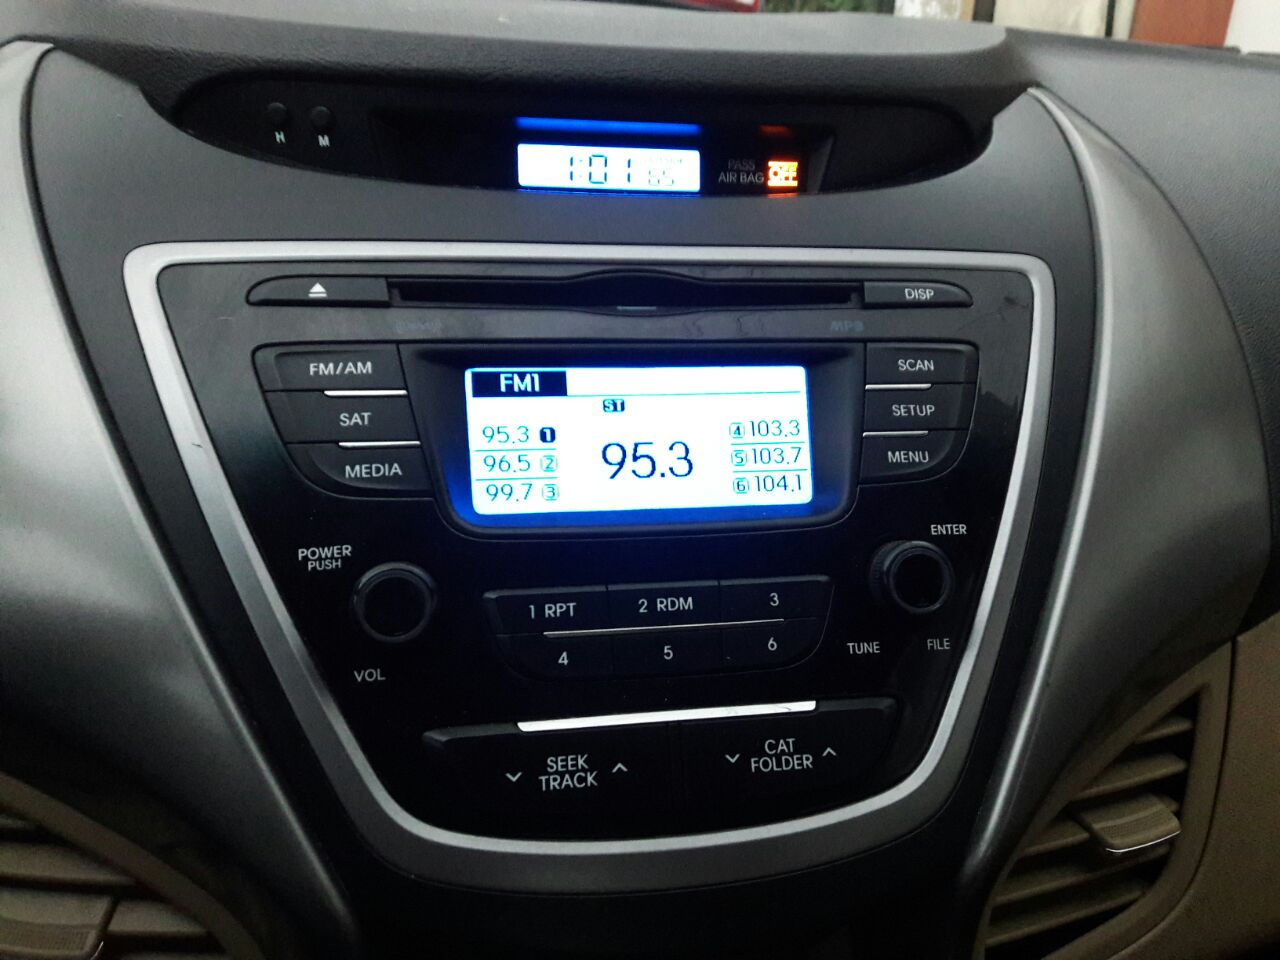 H
M
1:01
65
PASS
AIR BAG
OFF
DISP
MP3
FM/AM
SAT
MEDIA
FM1
ST
95.3 1
96.5 2
99.7 3
95.3
4 103.3
5 103.7
6 104.1
SCAN
SETUP
MENU
POWER
PUSH
VOL
1 RPT
2 RDM
3
4
5
6
ENTER
TUNE
FILE
SEEK
TRACK
CAT
FOLDER